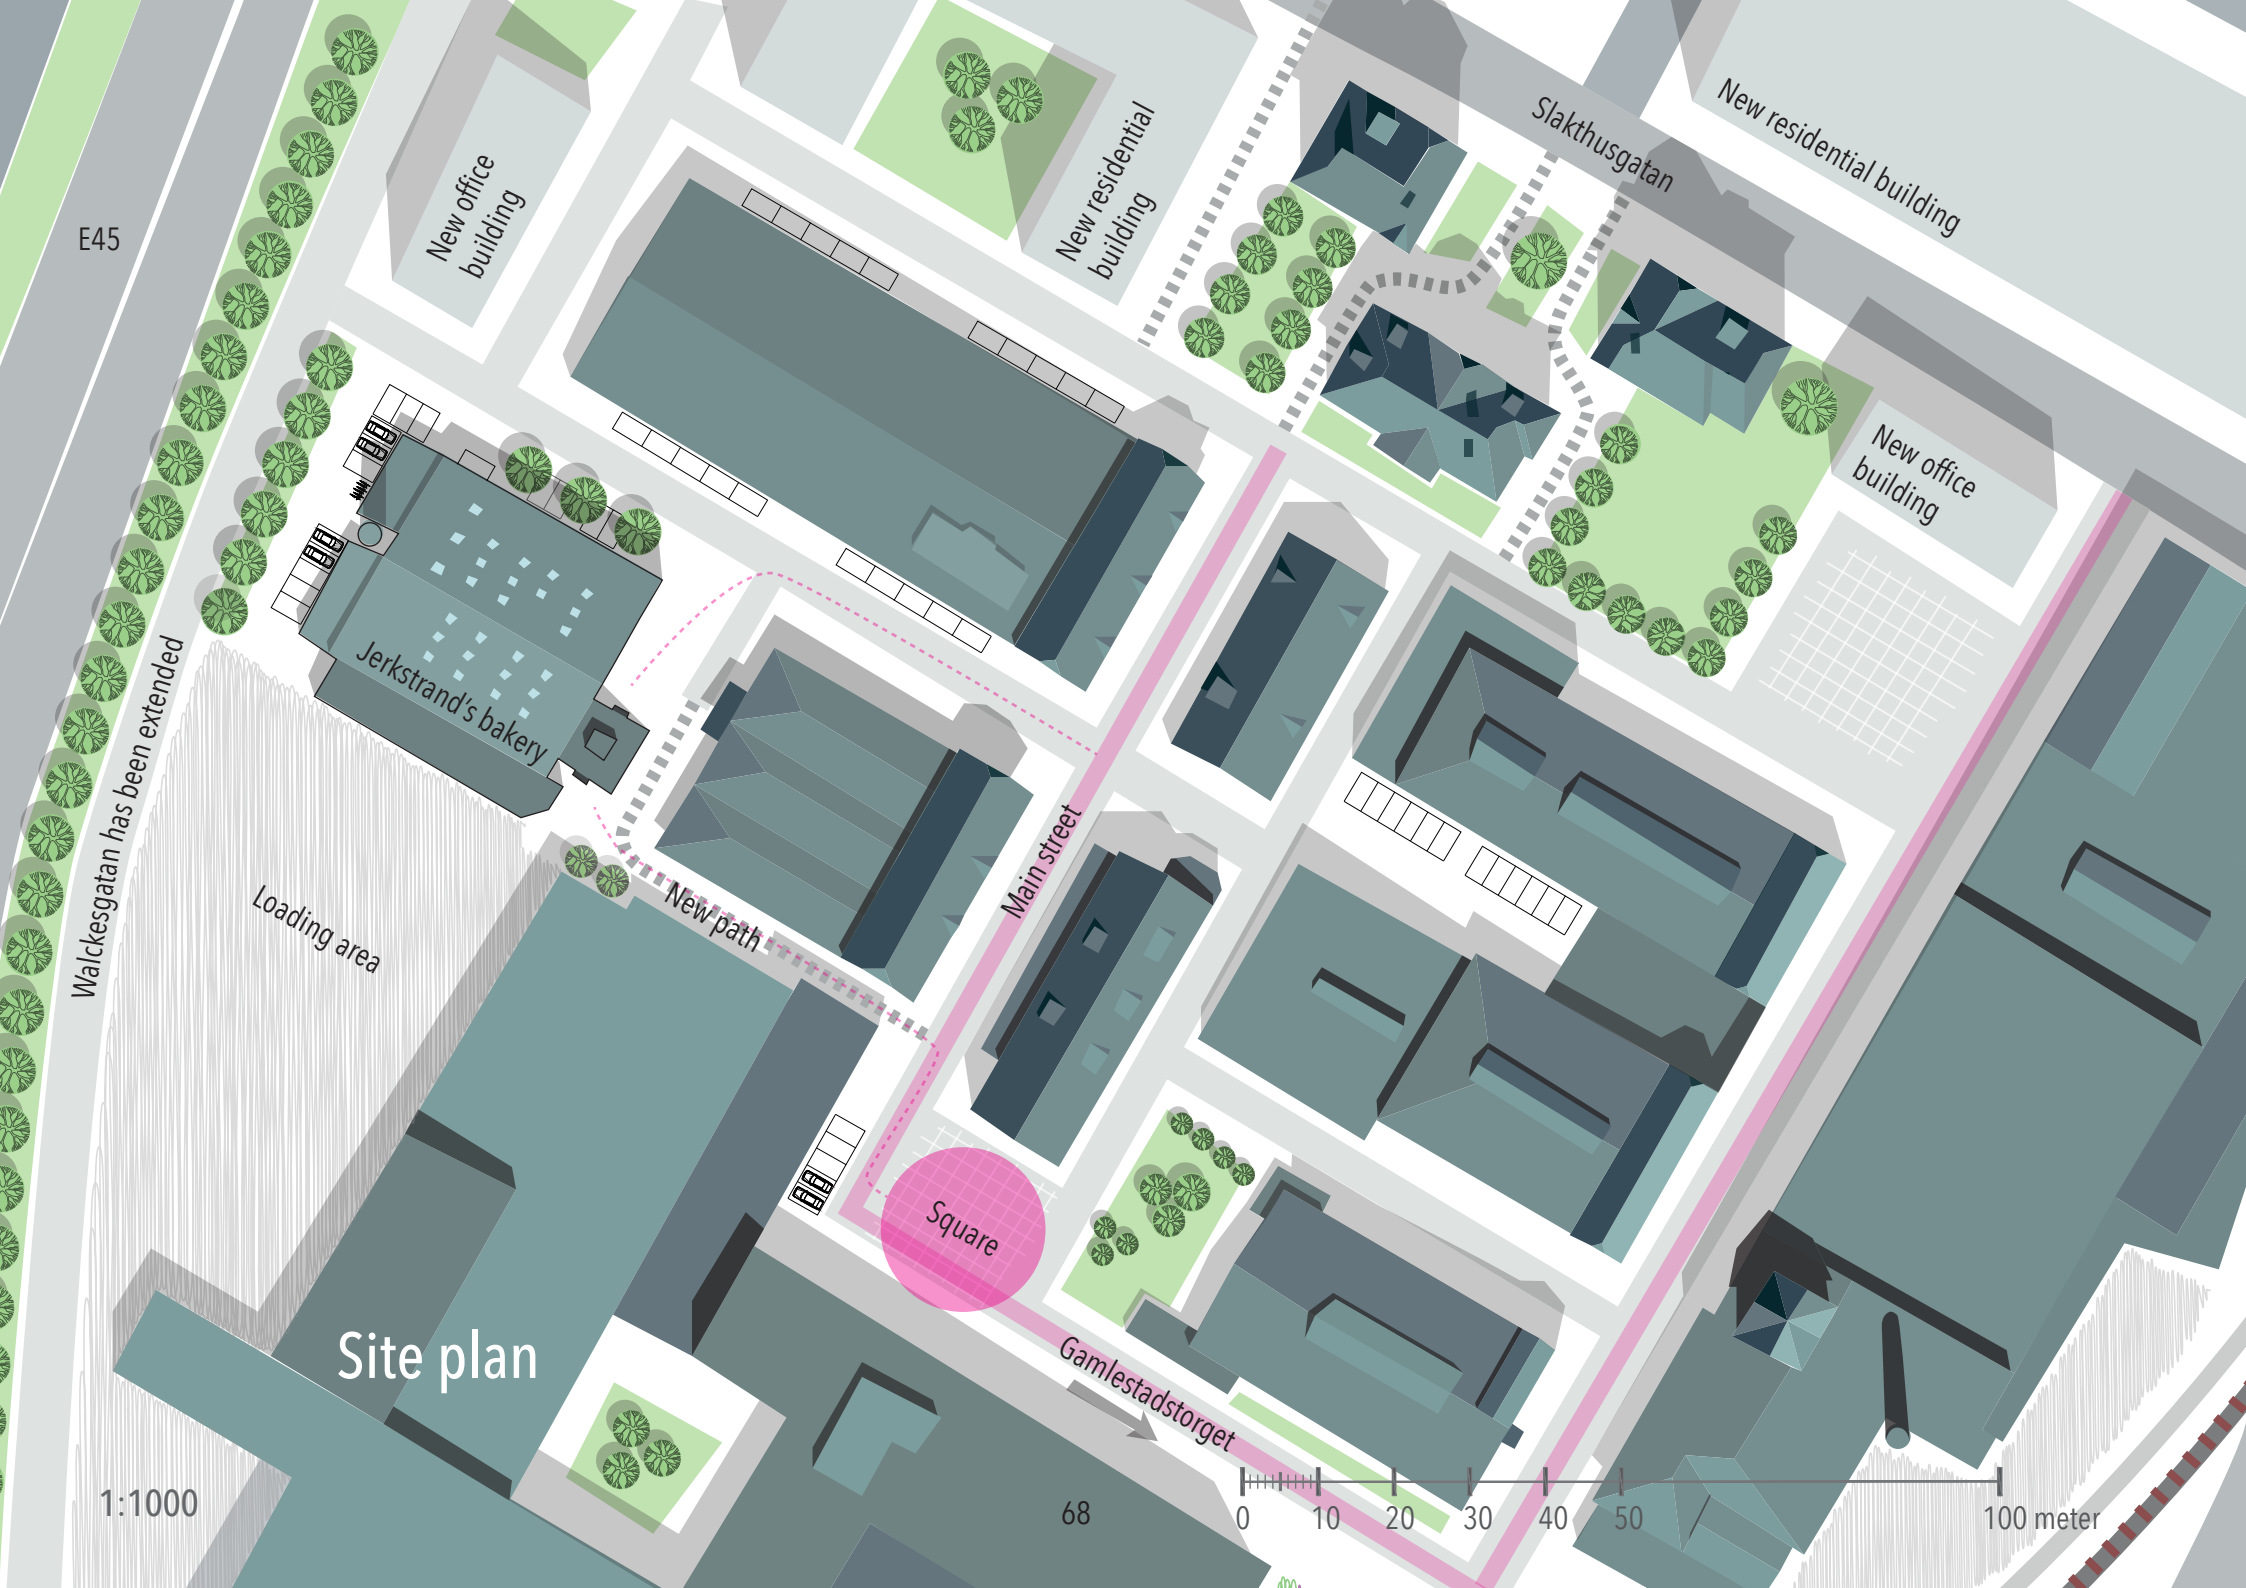 Slakthusgatan
New residential building
New residential
building
New office
building
E45
New office
building
Jerkstrand's bakery
Walckesgatan has been extended
Main street
Loading area
New path
Square
Site plan
Gamlestadstorget
1:1000
68
0 10 20 30 40 50 100 meter